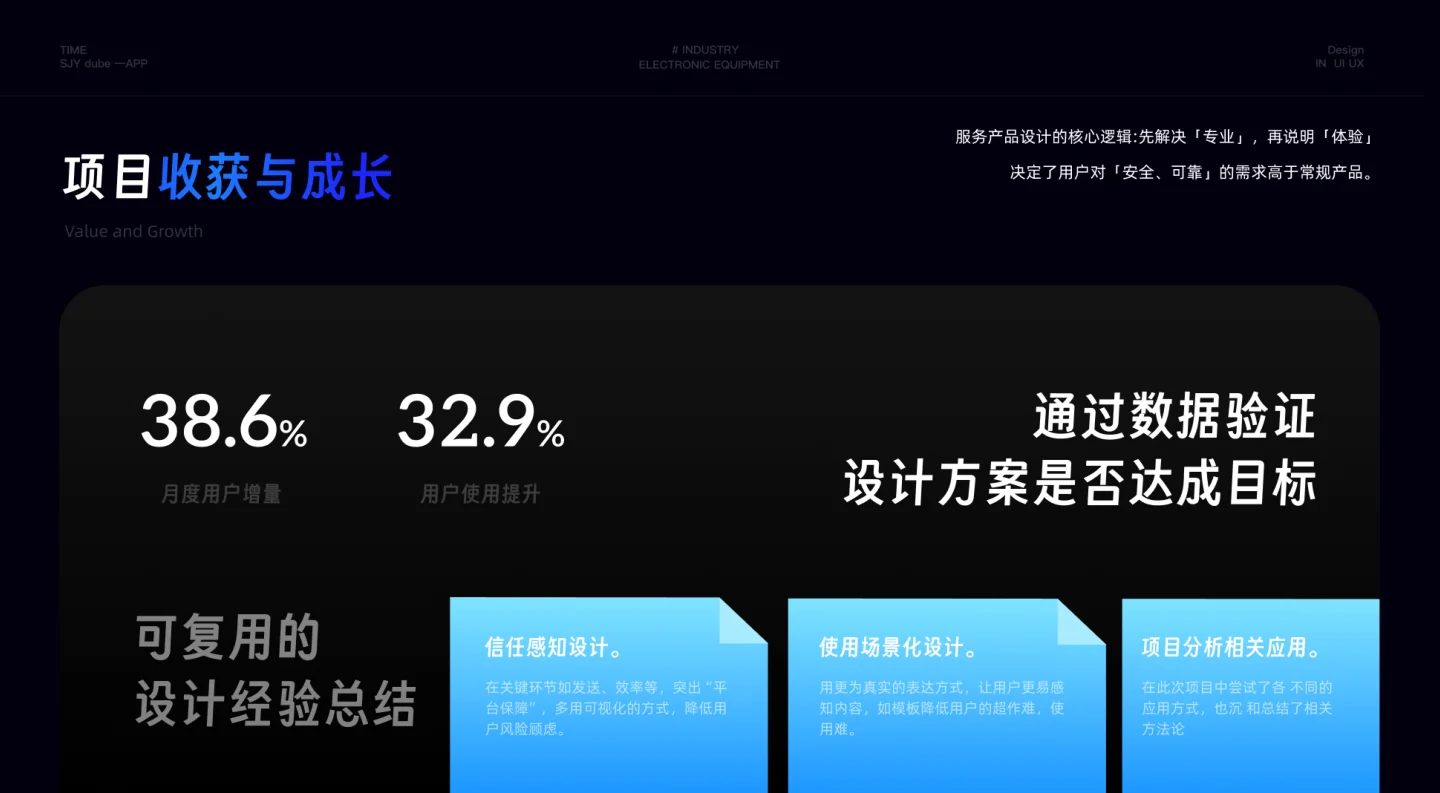 TIME
SJY dube —APP
# INDUSTRY
ELECTRONIC EQUIPMENT
Design
IN UI UX
项目收获与成长
Value and Growth
服务产品设计的核心逻辑:先解决「专业」，再说明「体验」
决定了用户对「安全、可靠」的需求高于常规产品。
38.6%
月度用户增量
32.9%
用户使用提升
通过数据验证
设计方案是否达成目标
可复用的
设计经验总结
信任感知设计。
在关键环节如发送、效率等，突出“平
台保障”，多用可视化的方式，降低用
户风险顾虑。
使用场景化设计。
用更为真实的表达方式，让用户更易感
知内容，如模板降低用户的超作难，使
用难。
项目分析相关应用。
在此次项目中尝试了各 不同的
应用方式，也沉 和总结了相关
方法论